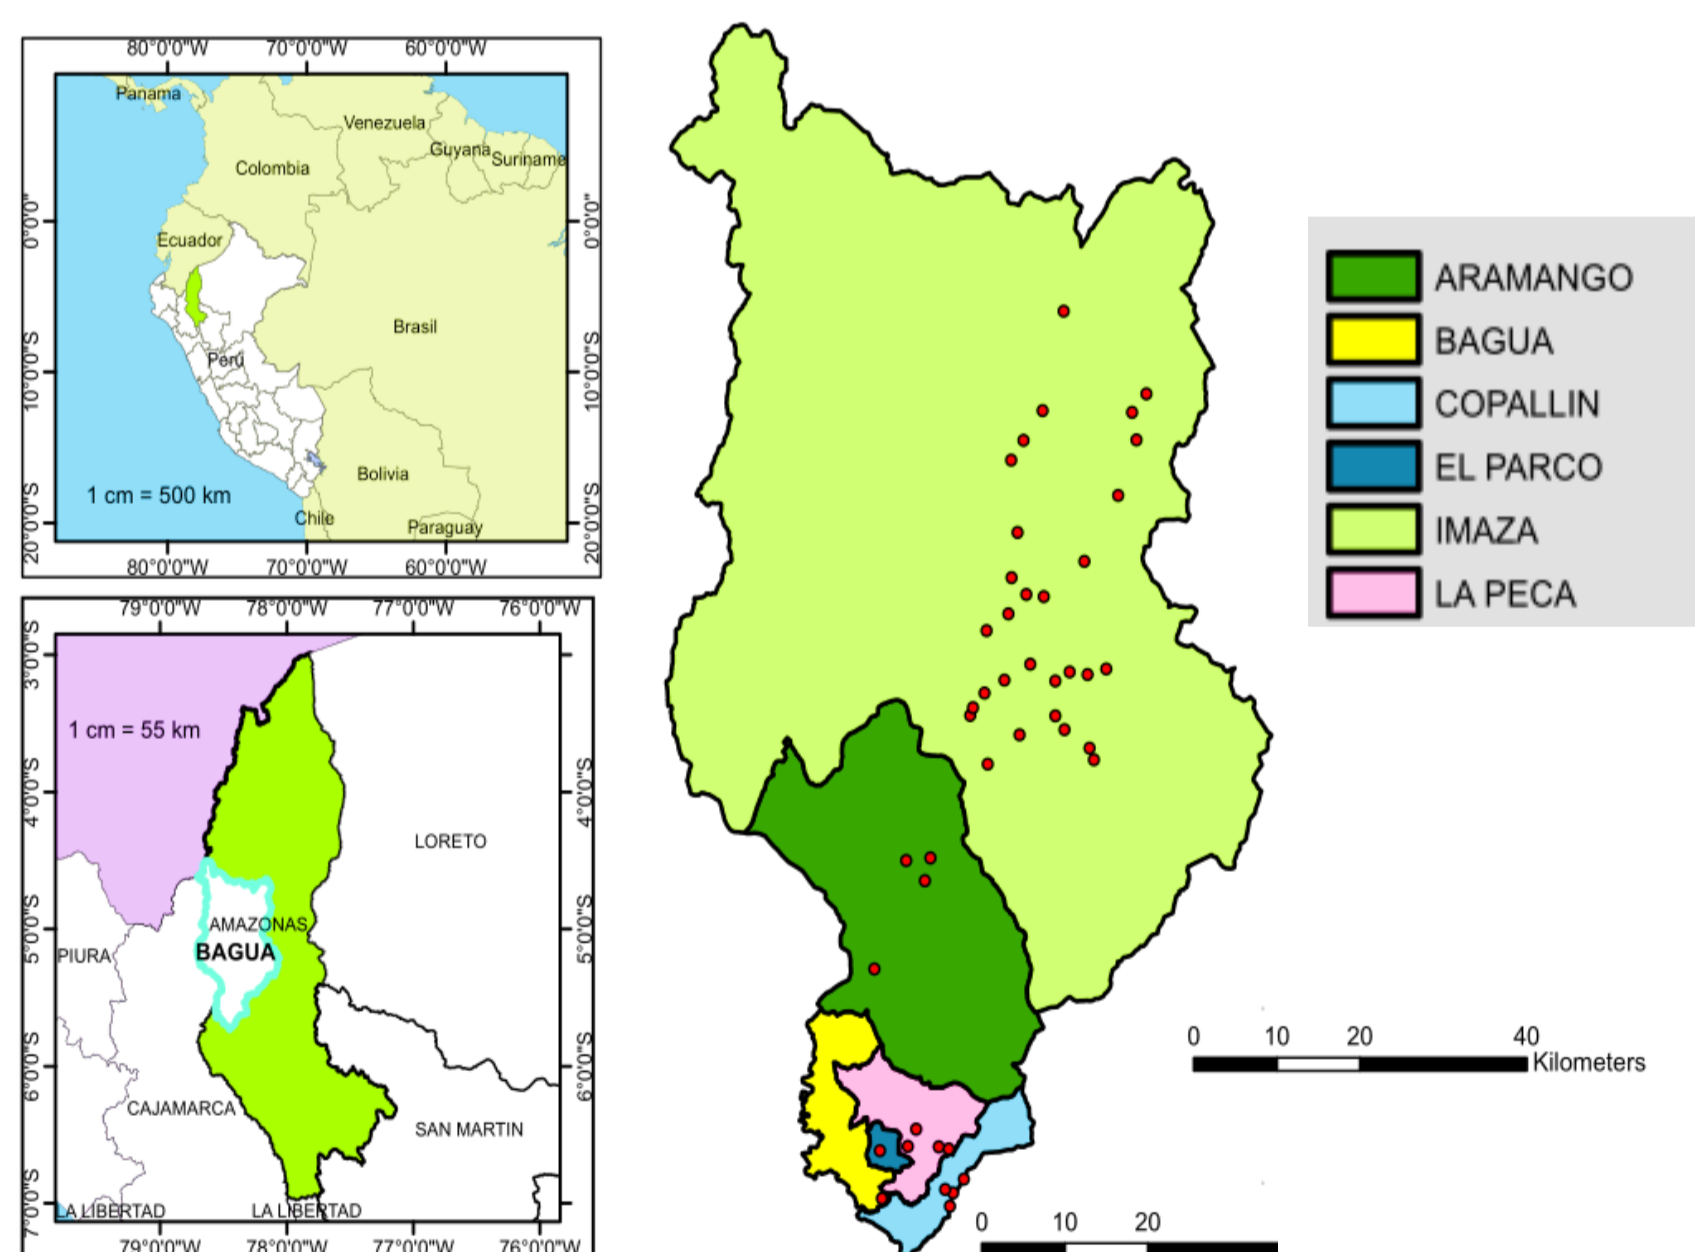 80°0'0"W 70°0'0"W 60°0'0"W
Panama
Venezuela
Guyana
Suriname
Colombia
0°0'0"
0°0'0"
Ecuador
Brasil
Perú
10°0'0"S
10°0'0"S
Bolivia
1 cm = 500 km
Chile
Paraguay
20°0'0"S
20°0'0"S
80°0'0"W 70°0'0"W 60°0'0"W
79°0'0"W 78°0'0"W 77°0'0"W 76°0'0"W
3°0'0"S
1 cm = 55 km
4°0'0"S
4°0'0"S
LORETO
AMAZONAS
5°0'0"S
5°0'0"S
PIURA
BAGUA
6°0'0"S
6°0'0"S
CAJAMARCA
SAN MARTIN
7°0'0"S
7°0'0"S
LA LIBERTAD
LA LIBERTAD
79°0'0"W 78°0'0"W 77°0'0"W 76°0'0"W
ARAMANGO
BAGUA
COPALLIN
EL PARCO
IMAZA
LA PECA
0 10 20 40
Kilometers
0 10 20